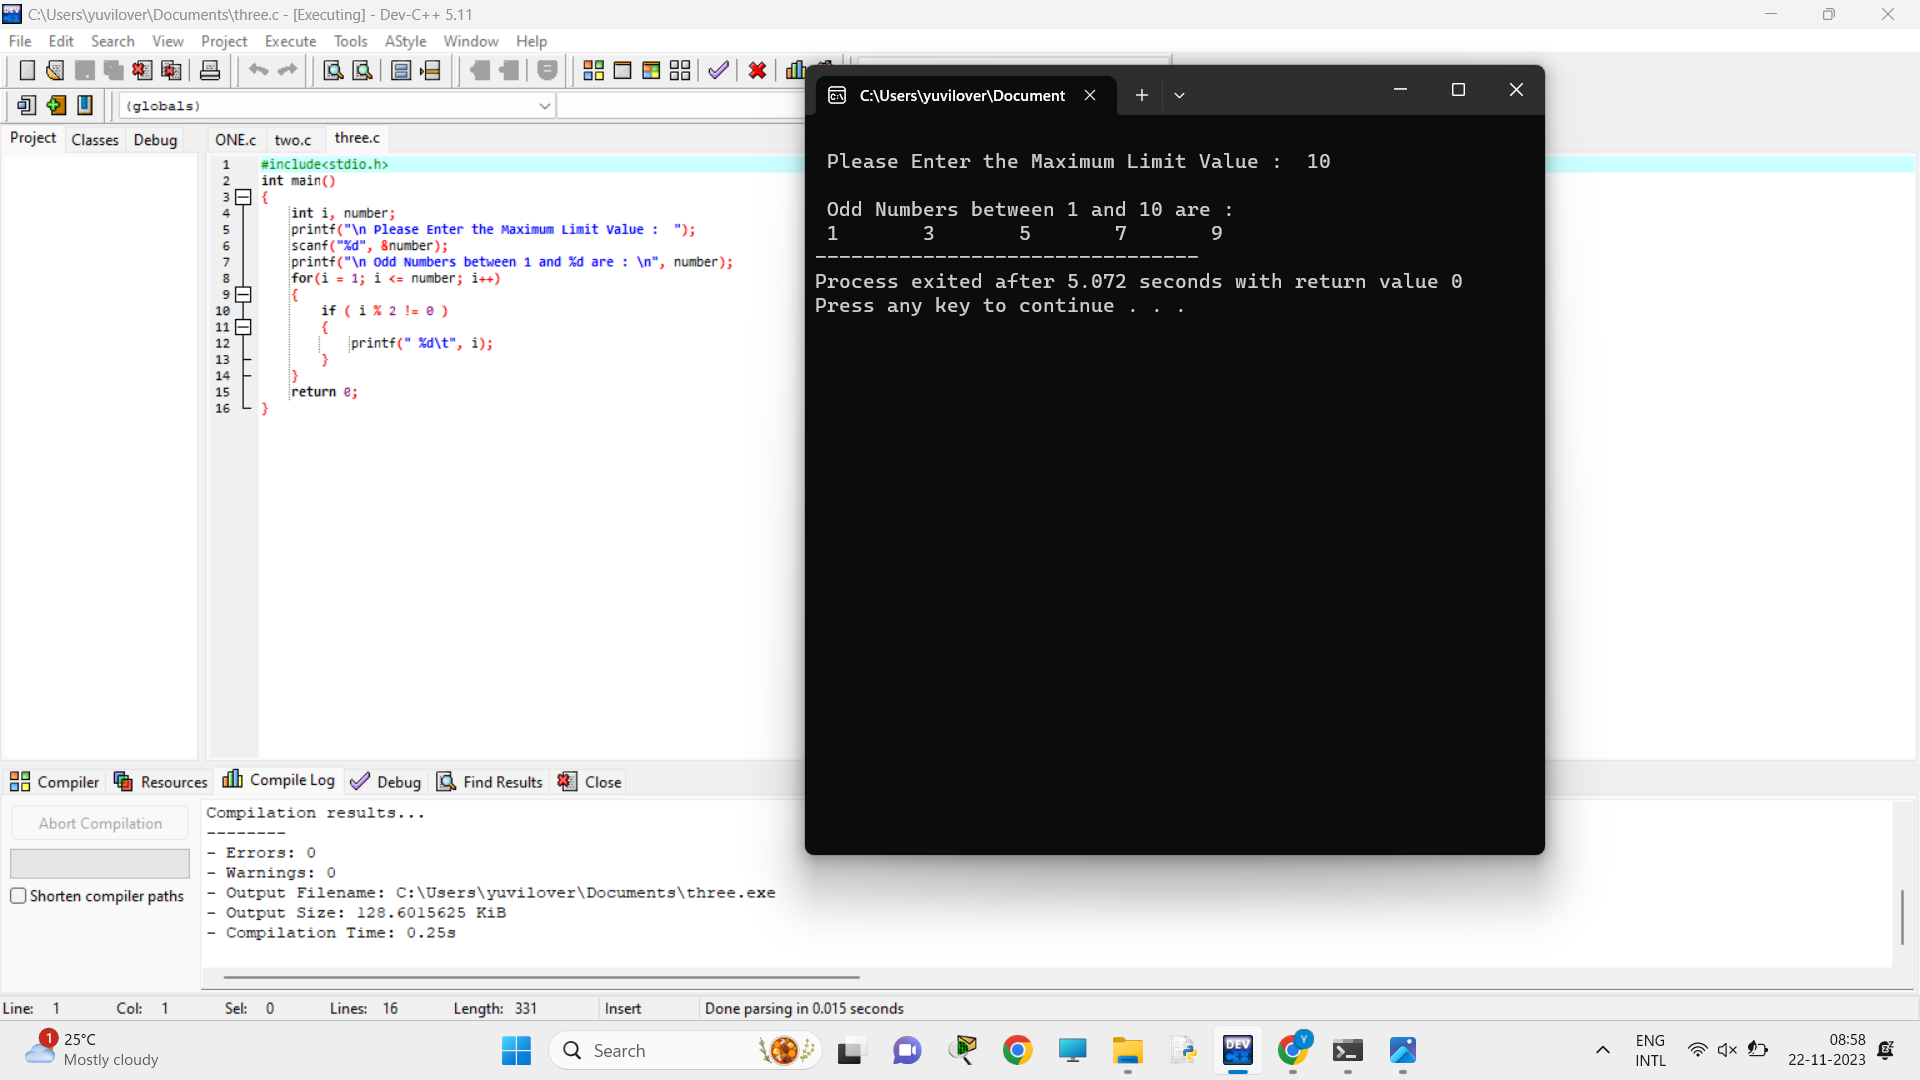 C:\Users\yuvilover\Documents\three.c - [Executing] - Dev-C++ 5.11
File Edit Search View Project Execute Tools AStyle Window Help
(globals)
Project Classes Debug
ONE.c two.c three.c
1 #include<stdio.h>
2 int main()
3 {
4 int i, number;
5 printf("\n Please Enter the Maximum Limit Value :  ");
6 scanf("%d", &number);
7 printf("\n Odd Numbers between 1 and %d are : \n", number);
8 for(i = 1; i <= number; i++)
9 {
10 if ( i % 2 != 0 )
11 {
12 printf(" %d\t", i);
13 }
14 }
15 return 0;
16 }
C:\Users\yuvilover\Document
Please Enter the Maximum Limit Value :  10
Odd Numbers between 1 and 10 are :
1 3 5 7 9
--------------------------------
Process exited after 5.072 seconds with return value 0
Press any key to continue . . .
Compiler Resources Compile Log Debug Find Results Close
Abort Compilation
Shorten compiler paths
Compilation results...
--------
- Errors: 0
- Warnings: 0
- Output Filename: C:\Users\yuvilover\Documents\three.exe
- Output Size: 128.6015625 KiB
- Compilation Time: 0.25s
Line: 1 Col: 1 Sel: 0 Lines: 16 Length: 331 Insert Done parsing in 0.015 seconds
1
25°C
Mostly cloudy
Search
DEV
Y
ENG
INTL
08:58
22-11-2023